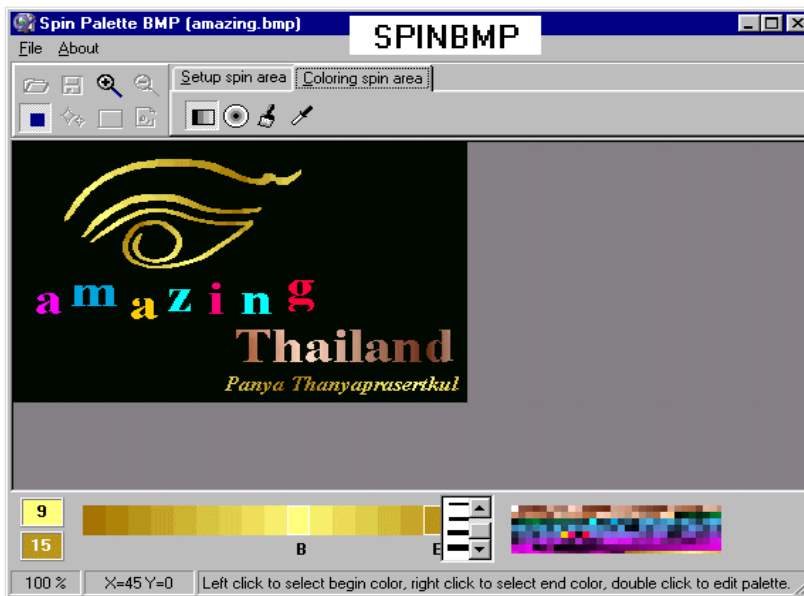 Spin Palette BMP (amazing.bmp)
SPINBMP
File About
Setup spin area Coloring spin area
amazing
Thailand
Panya Thanyaprasertkul
9
15
B E
100 % X=45 Y=0 Left click to select begin color, right click to select end color, double click to edit palette.